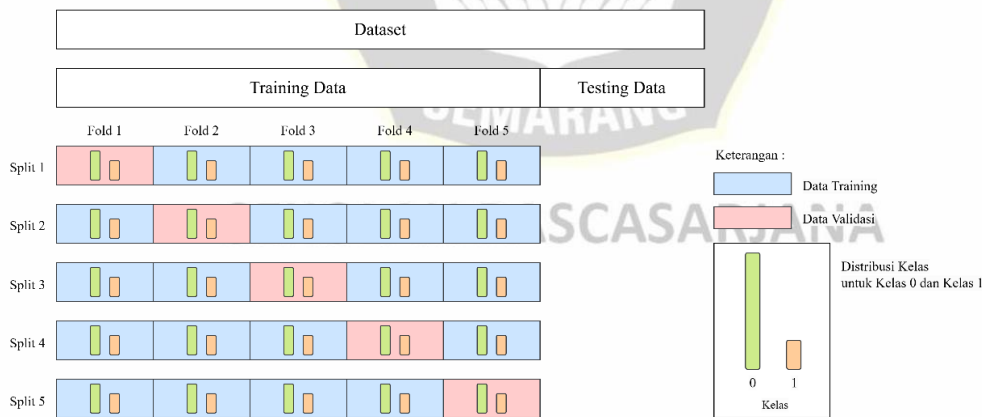 Dataset
Training Data
Testing Data
SEMARANG
Fold 1
Fold 2
Fold 3
Fold 4
Fold 5
Split 1
Split 2
Split 3
Split 4
Split 5
Keterangan :
Data Training
Data Validasi
Distribusi Kelas
untuk Kelas 0 dan Kelas 1
0
1
Kelas